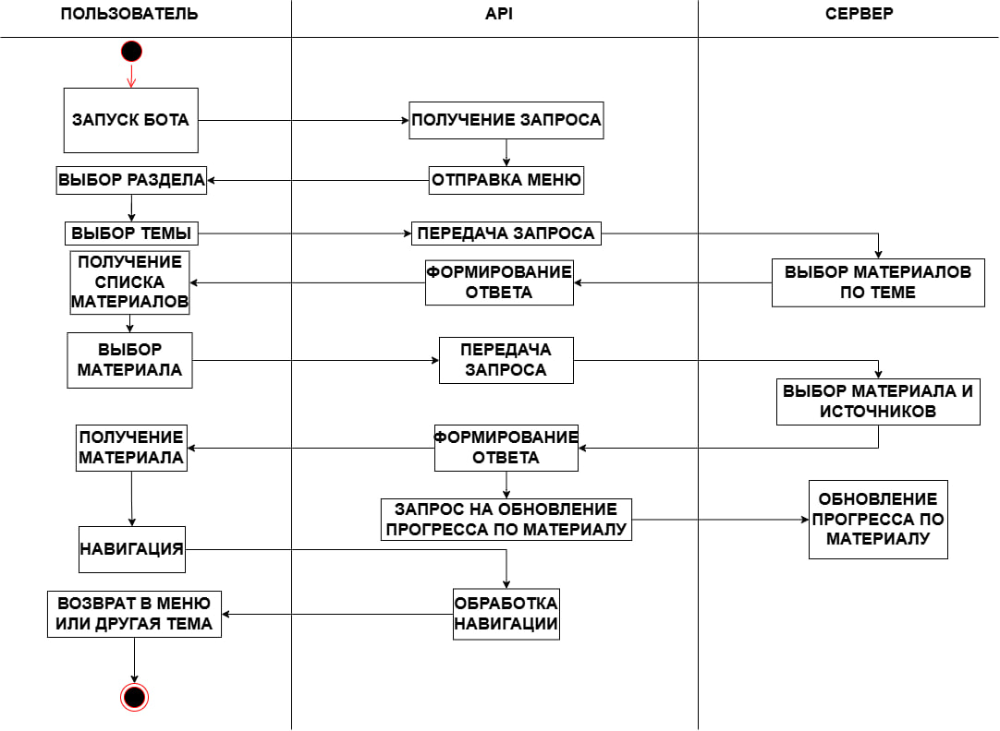 ПОЛЬЗОВАТЕЛЬ
API
СЕРВЕР
ЗАПУСК БОТА
ПОЛУЧЕНИЕ ЗАПРОСА
ВЫБОР РАЗДЕЛА
ОТПРАВКА МЕНЮ
ВЫБОР ТЕМЫ
ПЕРЕДАЧА ЗАПРОСА
ПОЛУЧЕНИЕ
СПИСКА
МАТЕРИАЛОВ
ФОРМИРОВАНИЕ
ОТВЕТА
ВЫБОР МАТЕРИАЛОВ
ПО ТЕМЕ
ВЫБОР
МАТЕРИАЛА
ПЕРЕДАЧА
ЗАПРОСА
ВЫБОР МАТЕРИАЛА И
ИСТОЧНИКОВ
ПОЛУЧЕНИЕ
МАТЕРИАЛА
ФОРМИРОВАНИЕ
ОТВЕТА
ЗАПРОС НА ОБНОВЛЕНИЕ
ПРОГРЕССА ПО МАТЕРИАЛУ
ОБНОВЛЕНИЕ
ПРОГРЕССА ПО
МАТЕРИАЛУ
НАВИГАЦИЯ
ВОЗВРАТ В МЕНЮ
ИЛИ ДРУГАЯ ТЕМА
ОБРАБОТКА
НАВИГАЦИИ